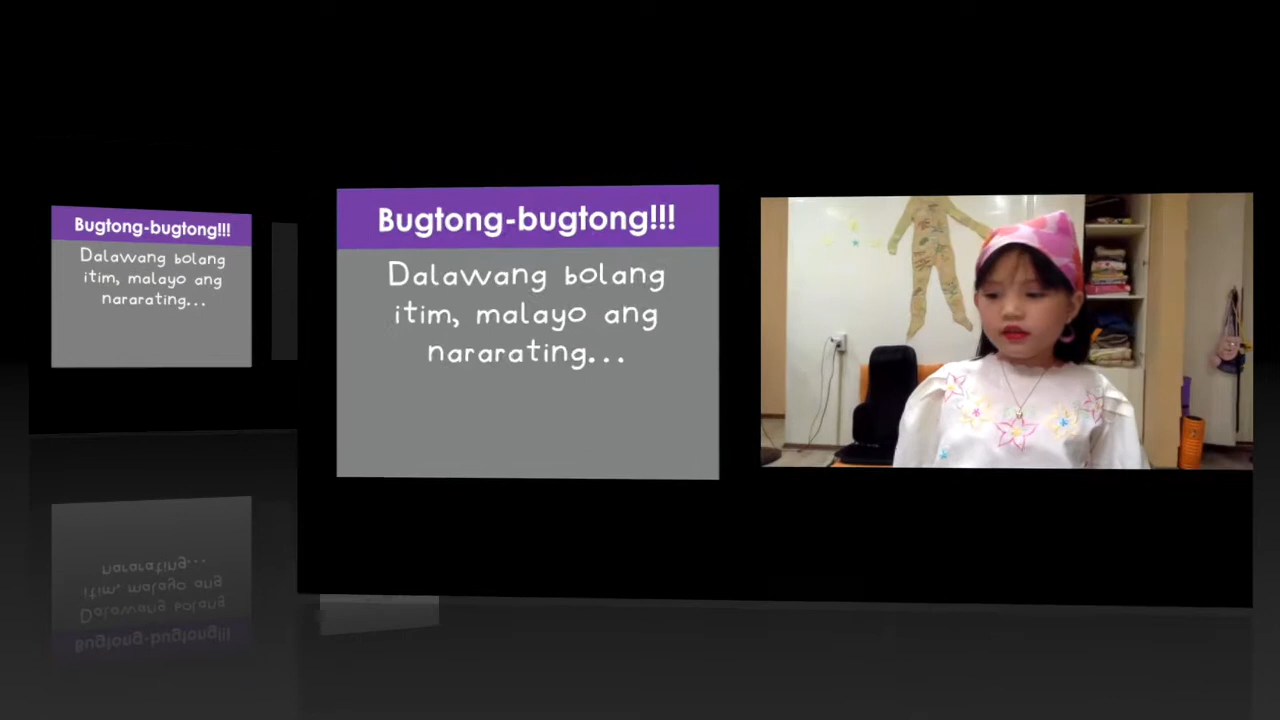 Bugtong-bugtong!!!
Dalawang bolang
itim, malayo ang
nararating...
Bugtong-bugtong!!!
Dalawang bolang
itim, malayo ang
nararating...